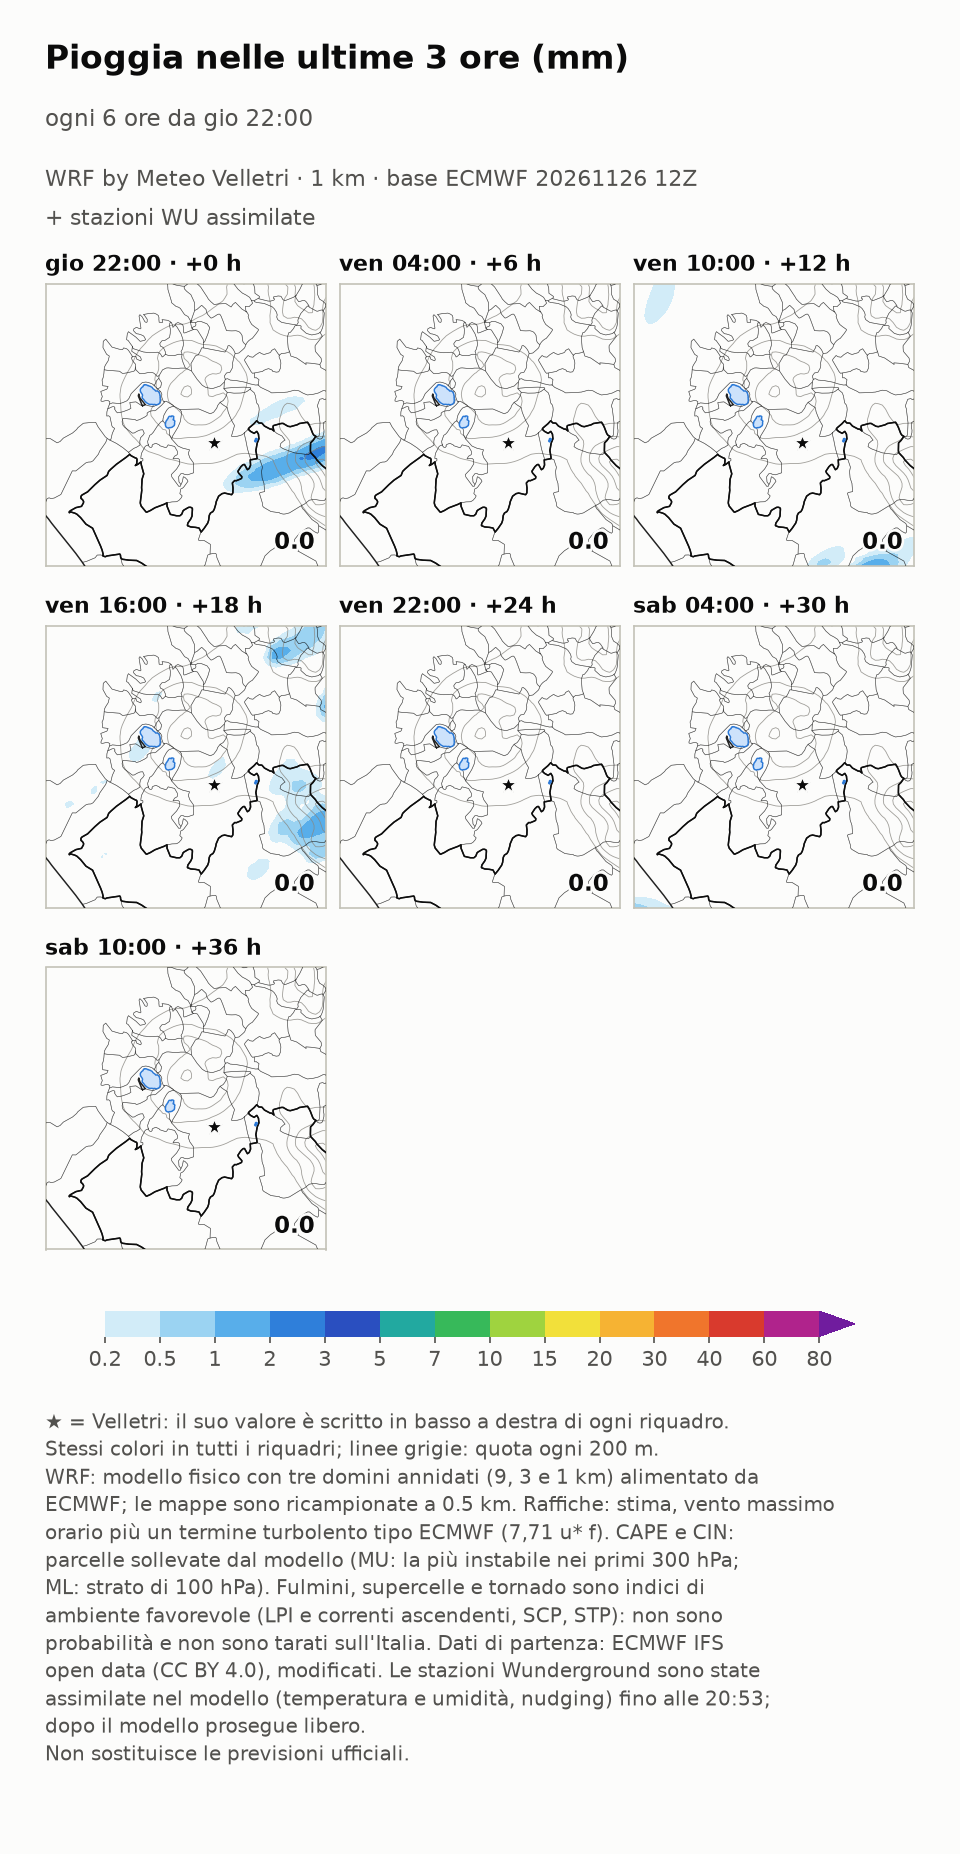 Pioggia nelle ultime 3 ore (mm)
ogni 6 ore da gio 22:00
WRF by Meteo Velletri · 1 km · base ECMWF 20261126 12Z
+ stazioni WU assimilate
gio 22:00 · +0 h
ven 04:00 · +6 h
ven 10:00 · +12 h
0.0
0.0
0.0
ven 16:00 · +18 h
ven 22:00 · +24 h
sab 04:00 · +30 h
0.0
0.0
0.0
sab 10:00 · +36 h
0.0
0.2 0.5 1 2 3 5 7 10 15 20 30 40 60 80
★ = Velletri: il suo valore è scritto in basso a destra di ogni riquadro.
Stessi colori in tutti i riquadri; linee grigie: quota ogni 200 m.
WRF: modello fisico con tre domini annidati (9, 3 e 1 km) alimentato da
ECMWF; le mappe sono ricampionate a 0.5 km. Raffiche: stima, vento massimo
orario più un termine turbolento tipo ECMWF (7,71 u* f). CAPE e CIN:
parcelle sollevate dal modello (MU: la più instabile nei primi 300 hPa;
ML: strato di 100 hPa). Fulmini, supercelle e tornado sono indici di
ambiente favorevole (LPI e correnti ascendenti, SCP, STP): non sono
probabilità e non sono tarati sull'Italia. Dati di partenza: ECMWF IFS
open data (CC BY 4.0), modificati. Le stazioni Wunderground sono state
assimilate nel modello (temperatura e umidità, nudging) fino alle 20:53;
dopo il modello prosegue libero.
Non sostituisce le previsioni ufficiali.